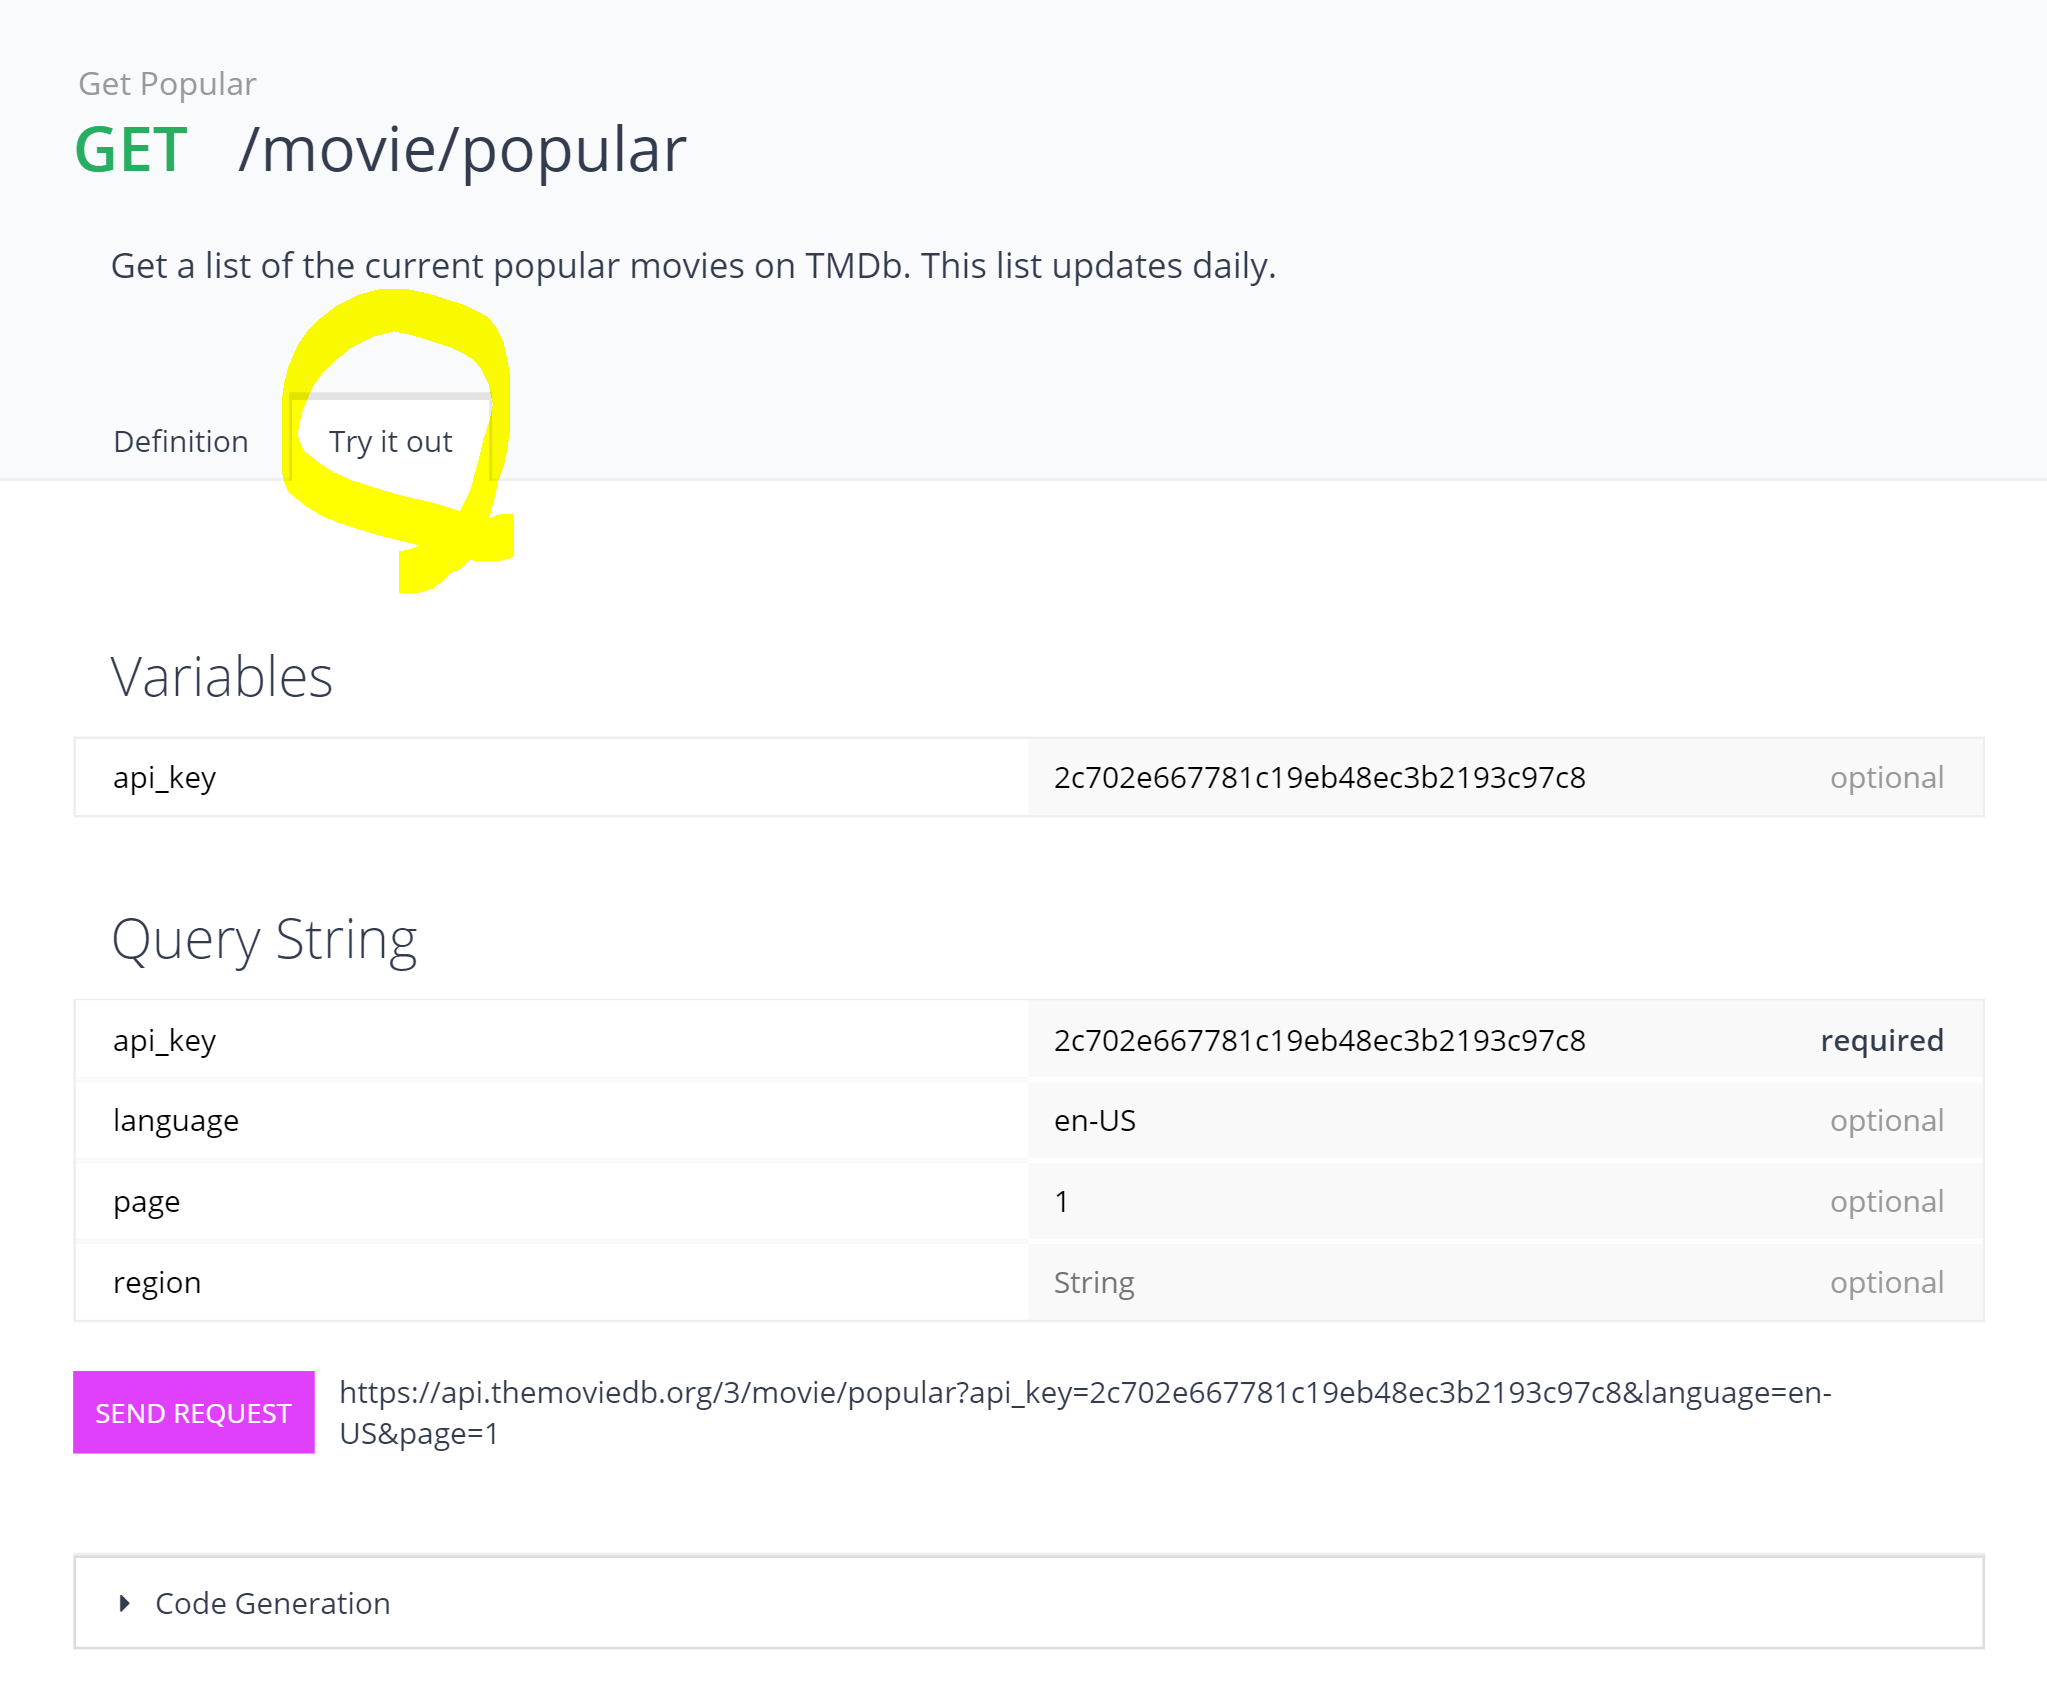 Get Popular
GET /movie/popular
Get a list of the current popular movies on TMDb. This list updates daily.
Definition Try it out
Variables
api_key 2c702e667781c19eb48ec3b2193c97c8 optional
Query String
api_key 2c702e667781c19eb48ec3b2193c97c8 required
language en-US optional
page 1 optional
region String optional
SEND REQUEST https://api.themoviedb.org/3/movie/popular?api_key=2c702e667781c19eb48ec3b2193c97c8&language=en-
US&page=1
Code Generation